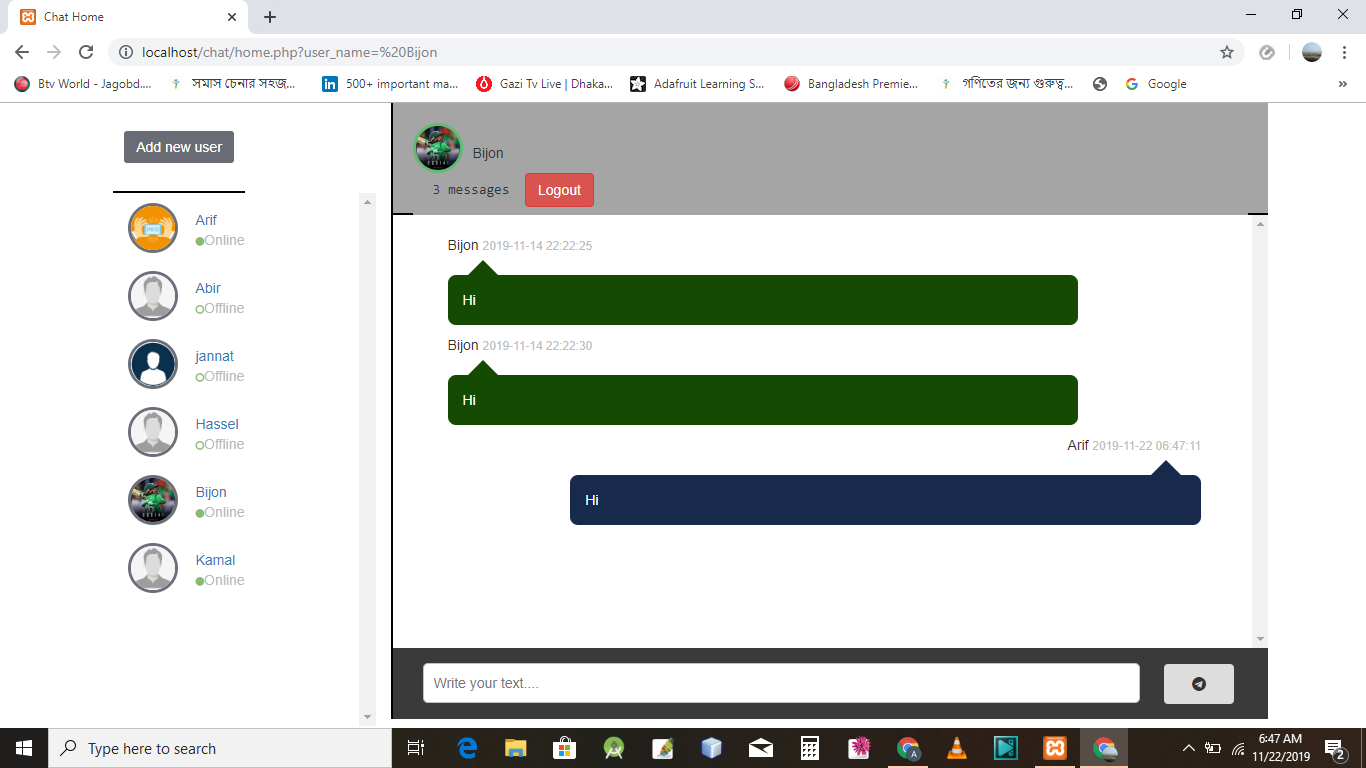 Chat Home
localhost/chat/home.php?user_name=%20Bijon
Btv World - Jagobd.... সমাস চেনার সহজ... 500+ important ma... Gazi Tv Live | Dhaka... Adafruit Learning S... Bangladesh Premie... গণিতের জন্য গুরুত্ব... Google »
Add new user
Arif
Online
Abir
Offline
jannat
Offline
Hassel
Offline
Bijon
Online
Kamal
Online
Bijon
3 messages Logout
Bijon 2019-11-14 22:22:25
Hi
Bijon 2019-11-14 22:22:30
Hi
Arif 2019-11-22 06:47:11
Hi
Write your text....
Type here to search
6:47 AM
11/22/2019
2